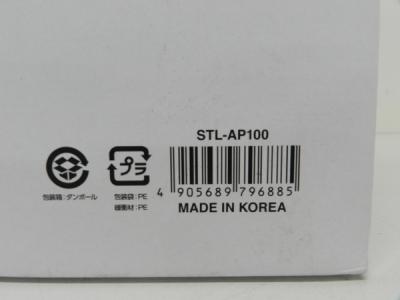 STL-AP100
プラ
4 905689 796885
包装箱:ダンボール
包装袋:PE
緩衝材:PE
MADE IN KOREA